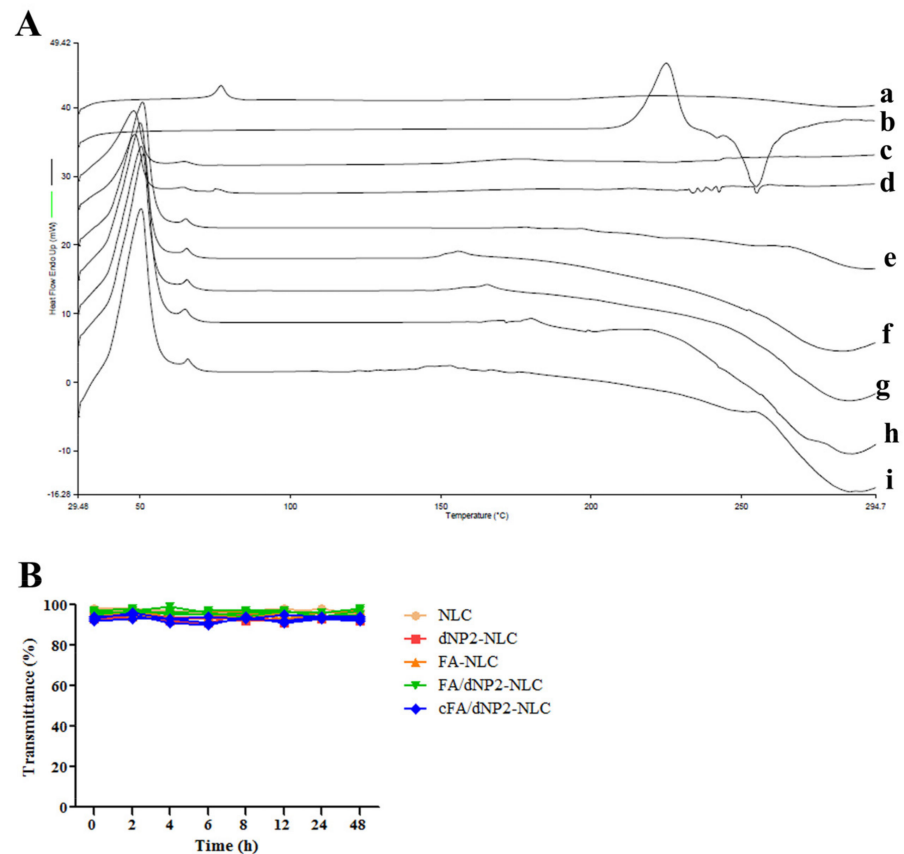 A
49.42
40
30
20
10
0
-10
-16.28
Heat Flow Endo Up (mW)
29.48
50
100
150
200
250
294.7
Temperature (°C)
a
b
c
d
e
f
g
h
i
B
100
80
60
40
20
0
Transmittance (%)
0 2 4 6 8 12 24 48
Time (h)
NLC
dNP2-NLC
FA-NLC
FA/dNP2-NLC
cFA/dNP2-NLC